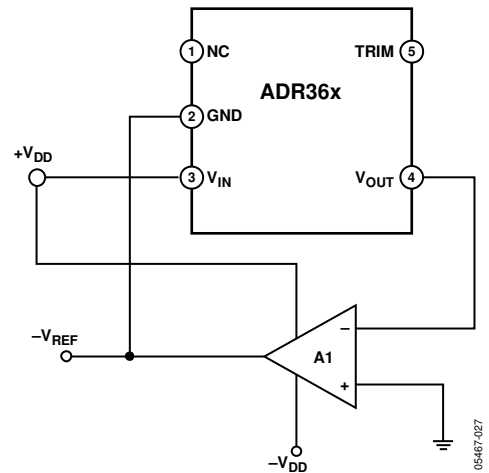 1 NC
TRIM 5
ADR36x
2 GND
+VDD
3 VIN
VOUT 4
−VREF
−
A1
+
−VDD
05467-027